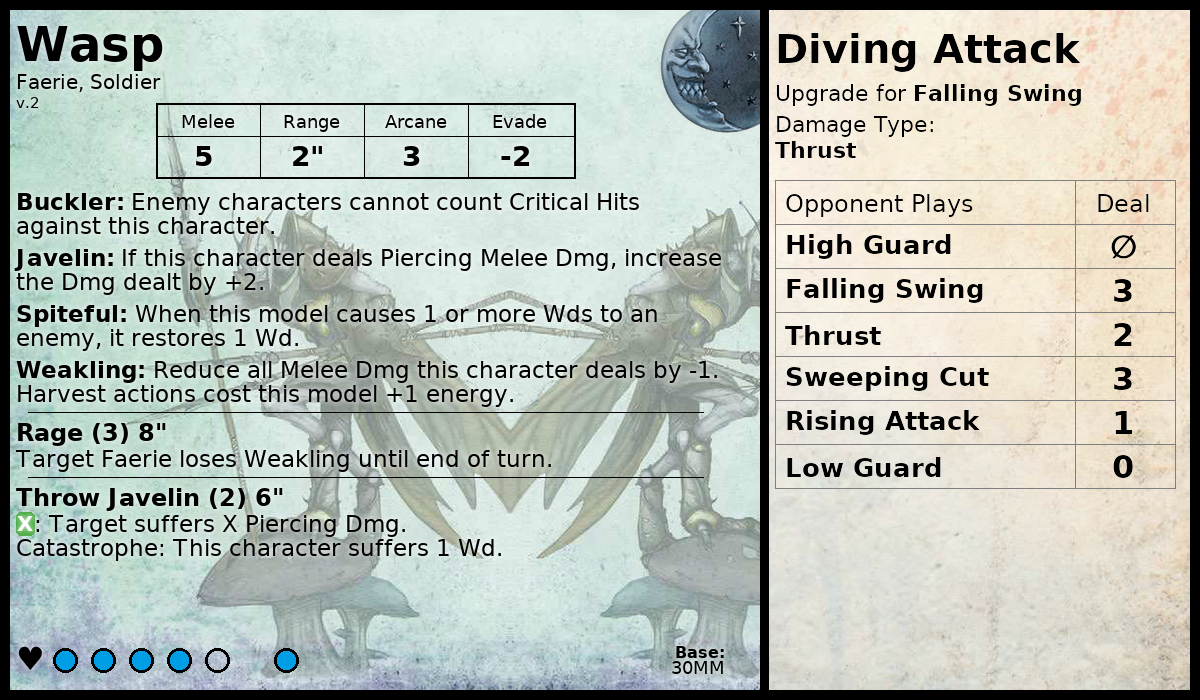 Wasp
Faerie, Soldier
v.2
Melee Range Arcane Evade
5 2" 3 -2
Buckler: Enemy characters cannot count Critical Hits
against this character.
Javelin: If this character deals Piercing Melee Dmg, increase
the Dmg dealt by +2.
Spiteful: When this model causes 1 or more Wds to an
enemy, it restores 1 Wd.
Weakling: Reduce all Melee Dmg this character deals by -1.
Harvest actions cost this model +1 energy.
Rage (3) 8"
Target Faerie loses Weakling until end of turn.
Throw Javelin (2) 6"
X: Target suffers X Piercing Dmg.
Catastrophe: This character suffers 1 Wd.
Base:
30MM
Diving Attack
Upgrade for Falling Swing
Damage Type:
Thrust
Opponent Plays Deal
High Guard ∅
Falling Swing 3
Thrust 2
Sweeping Cut 3
Rising Attack 1
Low Guard 0